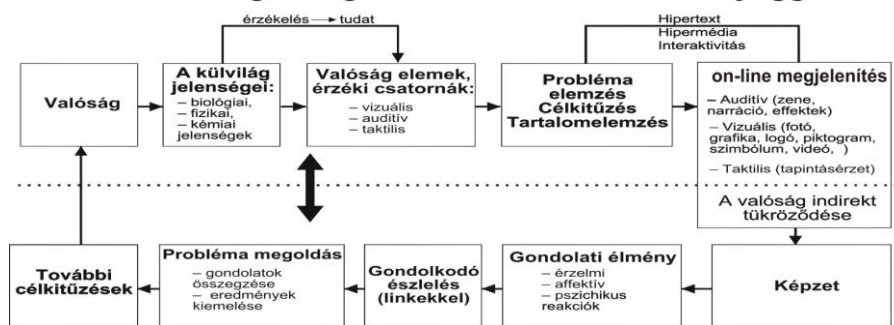 érzékelés → tudat
Hipertext
Hipermédia
Interaktivitás
Valóság
A külvilág
jelenségei:
– biológiai,
– fizikai,
– kémiai
jelenségek
Valóság elemek,
érzéki csatornák:
– vizuális
– auditív
– taktilis
Probléma
elemzés
Célkitűzés
Tartalomelemzés
on-line megjelenítés
– Auditív (zene,
narráció, effektek)
– Vizuális (fotó,
grafika, logó, piktogram,
szimbólum, videó, )
– Taktilis (tapintásérzet)
A valóság indirekt
tükröződése
További
célkitűzések
Probléma megoldás
– gondolatok
összegzése
– eredmények
kiemelése
Gondolkodó
észlelés
(linkekkel)
Gondolati élmény
– érzelmi
– affektív
– pszichikus
reakciók
Képzet